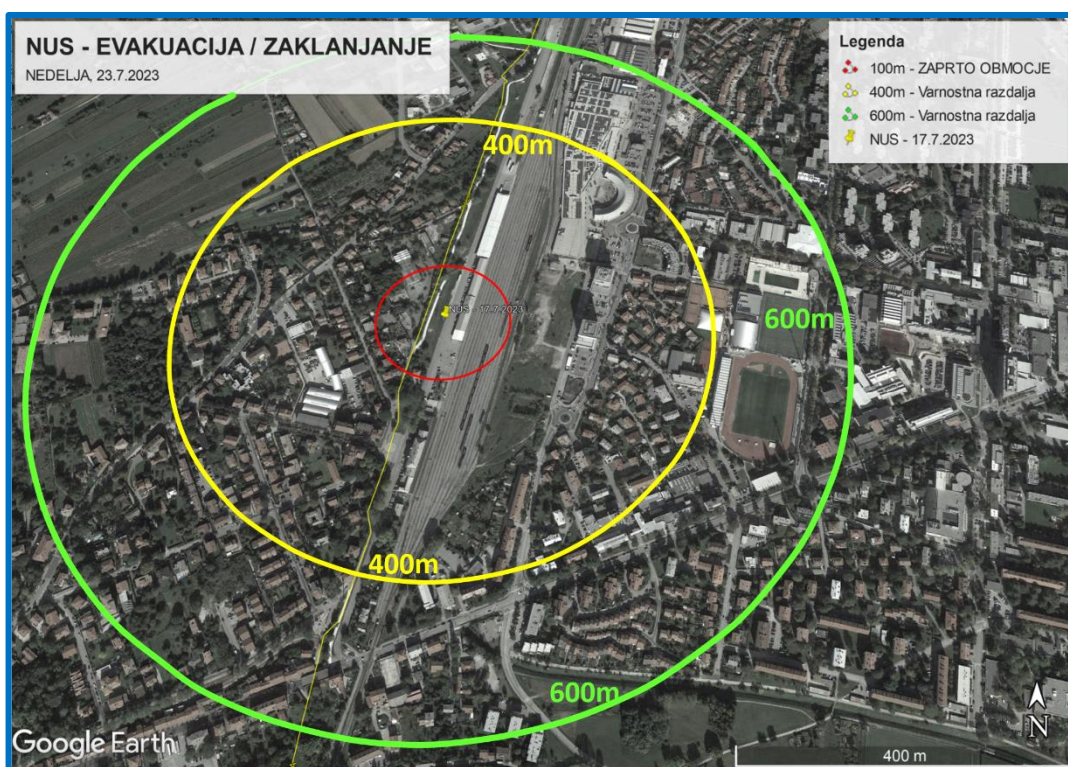 NUS - EVAKUACIJA / ZAKLANJANJE
NEDELJA, 23.7.2023
Legenda
100m - ZAPRTO OBMOCJE
400m - Varnostna razdalja
600m - Varnostna razdalja
NUS - 17.7.2023
400m
NUS - 17.7.2023
600m
400m
600m
N
Google Earth
400 m